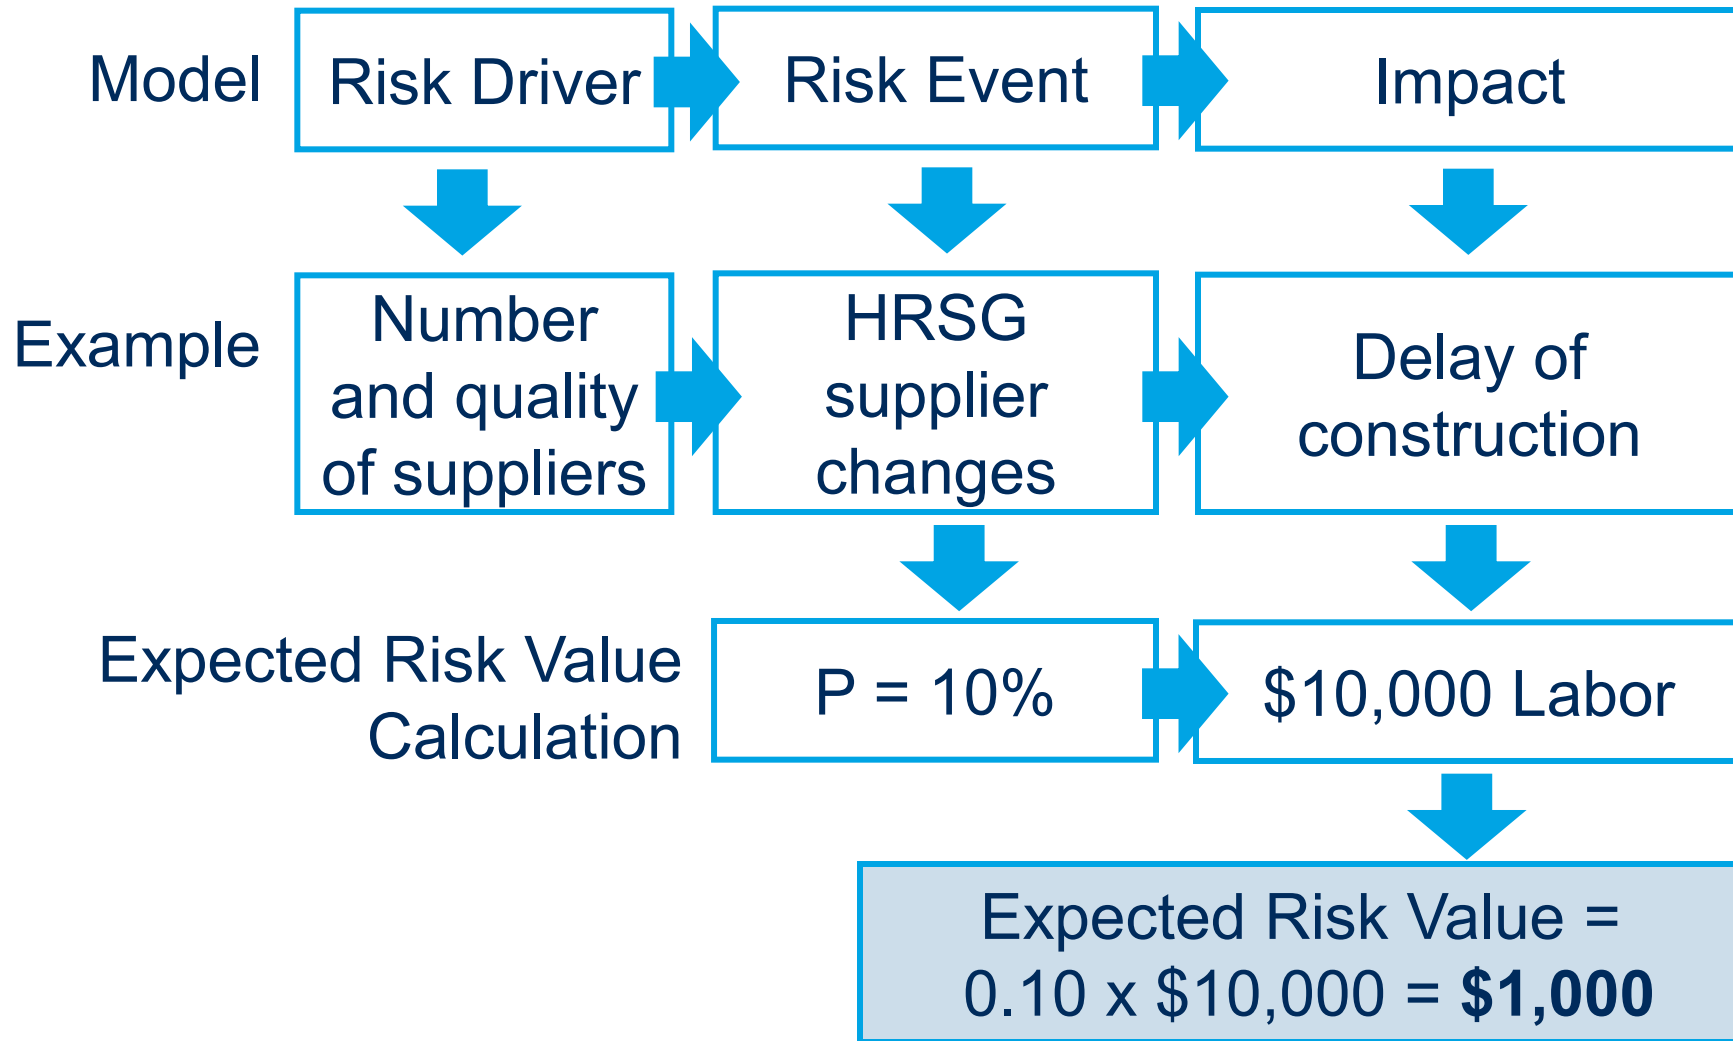 Model
Risk Driver
Risk Event
Impact
Example
Number
and quality
of suppliers
HRSG
supplier
changes
Delay of
construction
Expected Risk Value
Calculation
P = 10%
$10,000 Labor
Expected Risk Value =
0.10 x $10,000 = $1,000